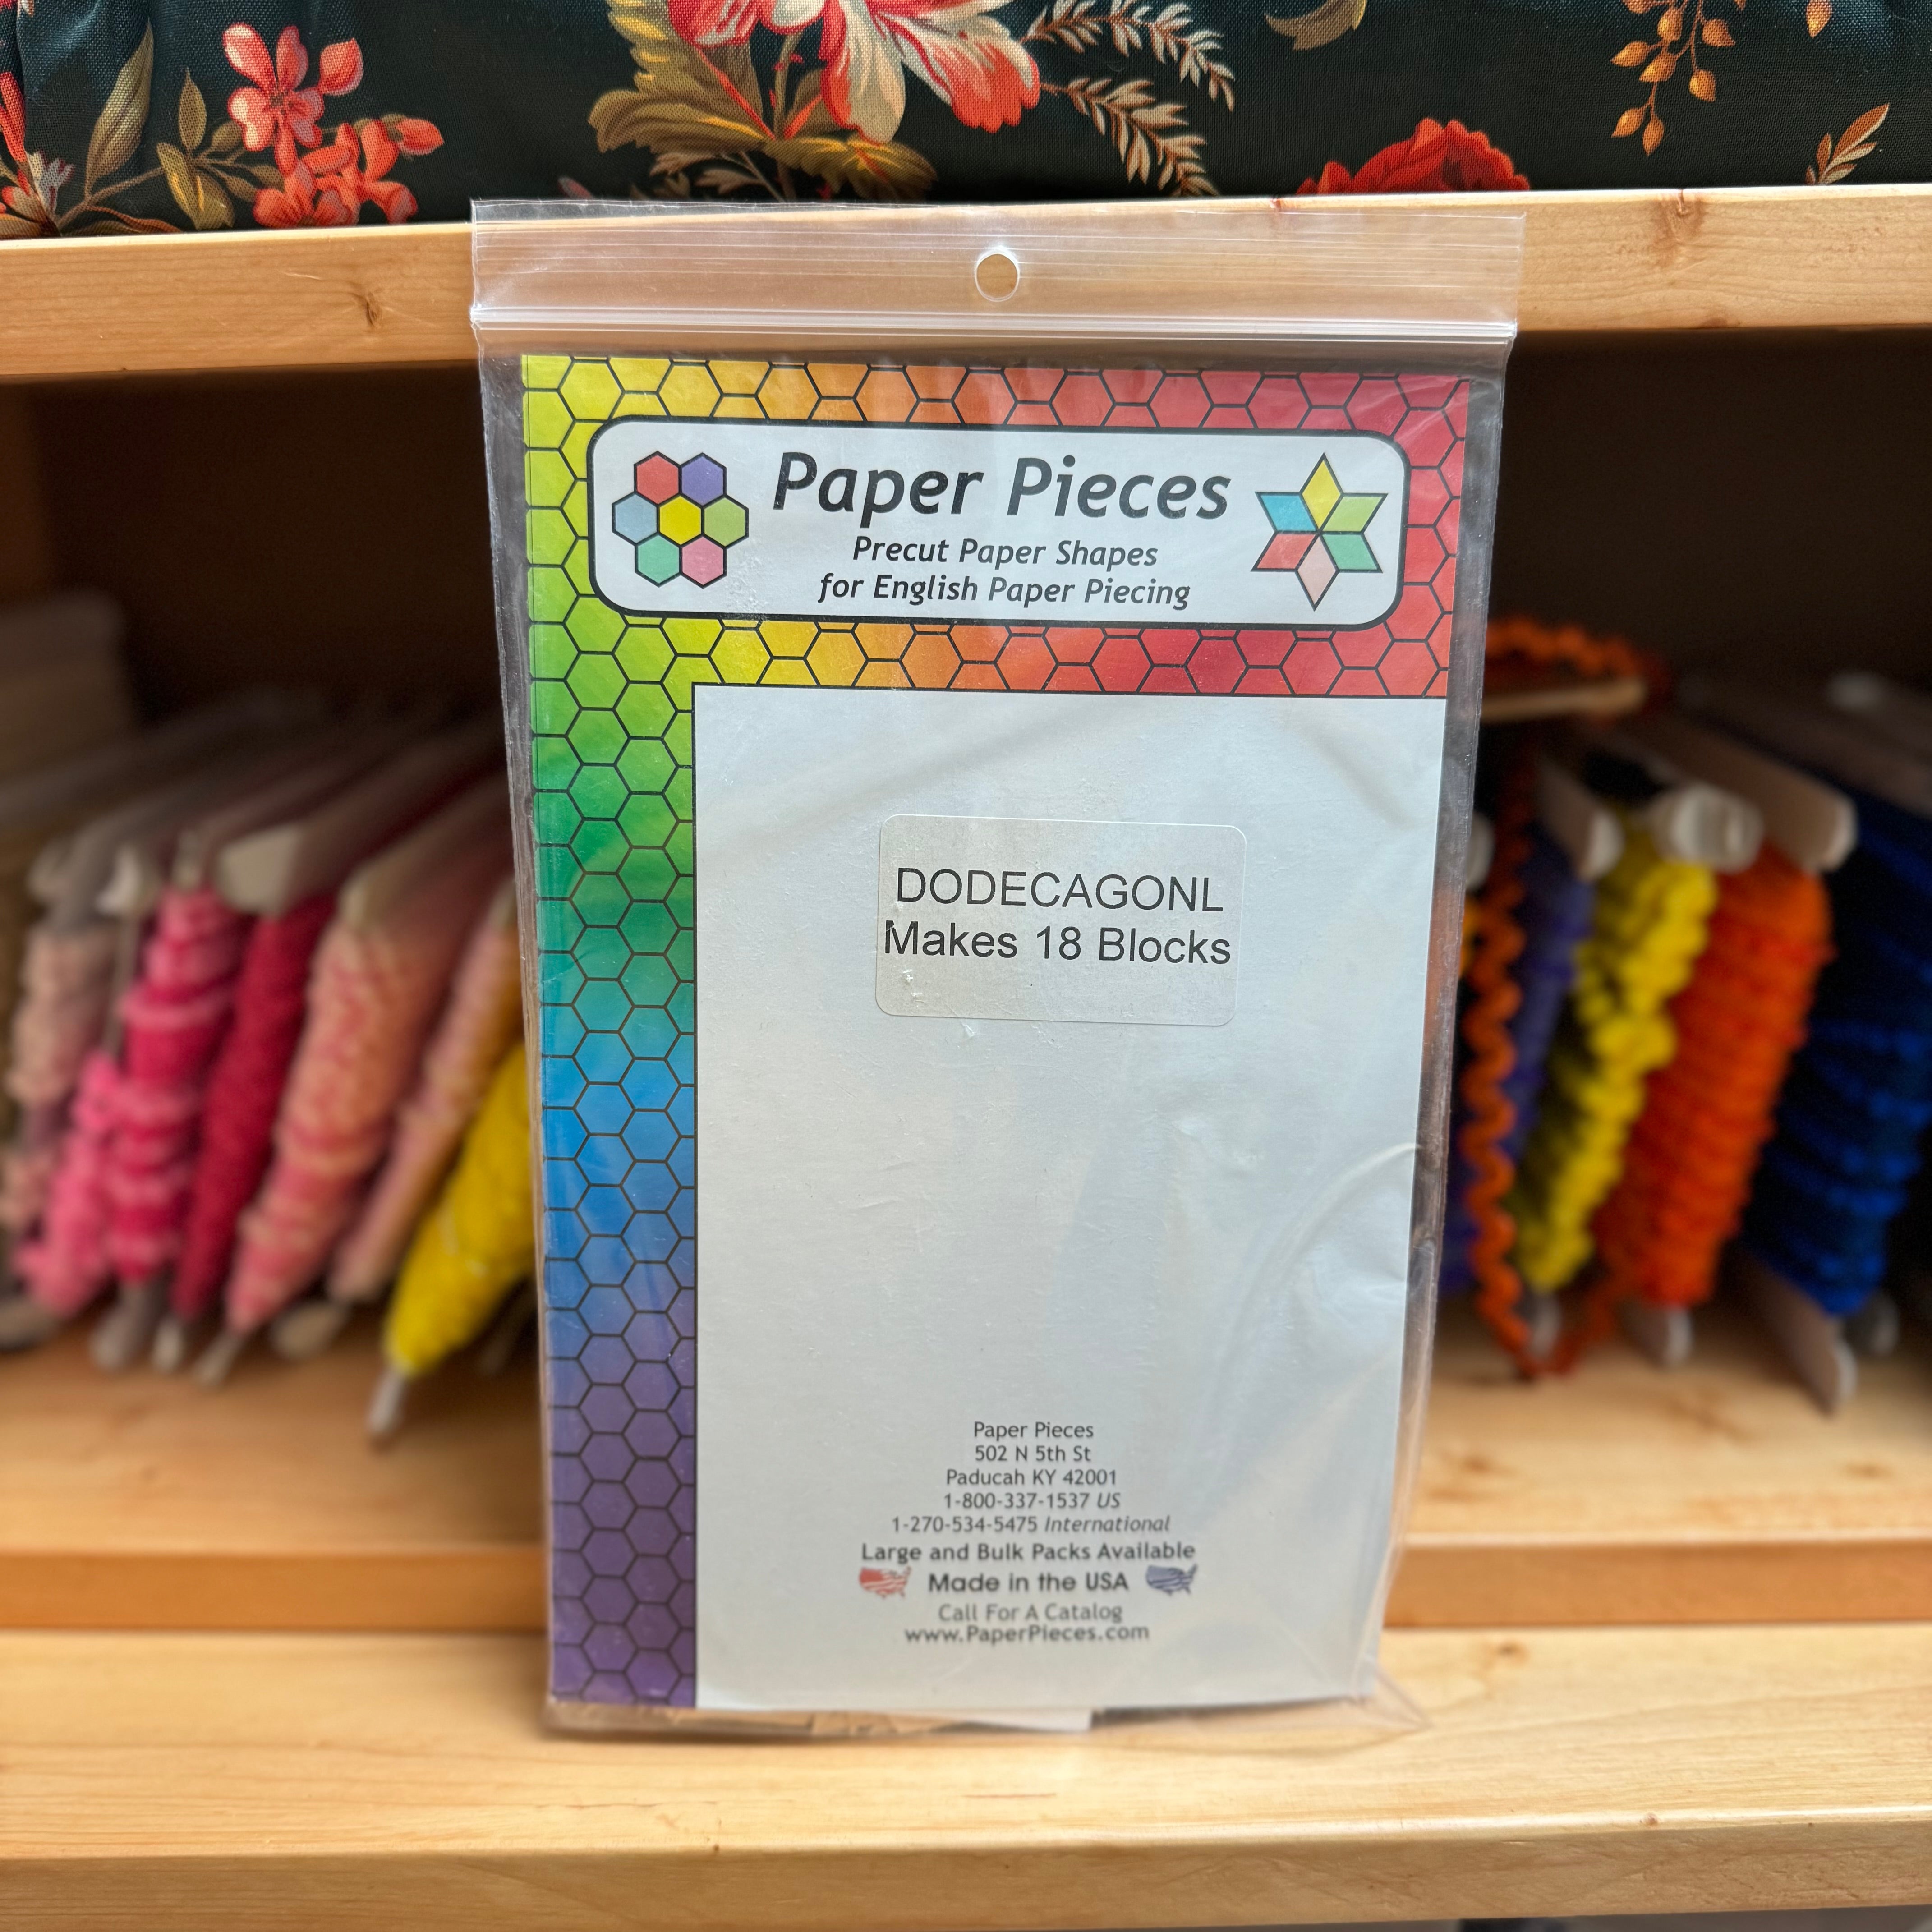 Paper Pieces
Precut Paper Shapes
for English Paper Piecing
DODECAGONL
Makes 18 Blocks
Paper Pieces
502 N 5th St
Paducah KY 42001
1-800-337-1537 US
1-270-534-5475 International
Large and Bulk Packs Available
Made in the USA
Call For A Catalog
www.PaperPieces.com